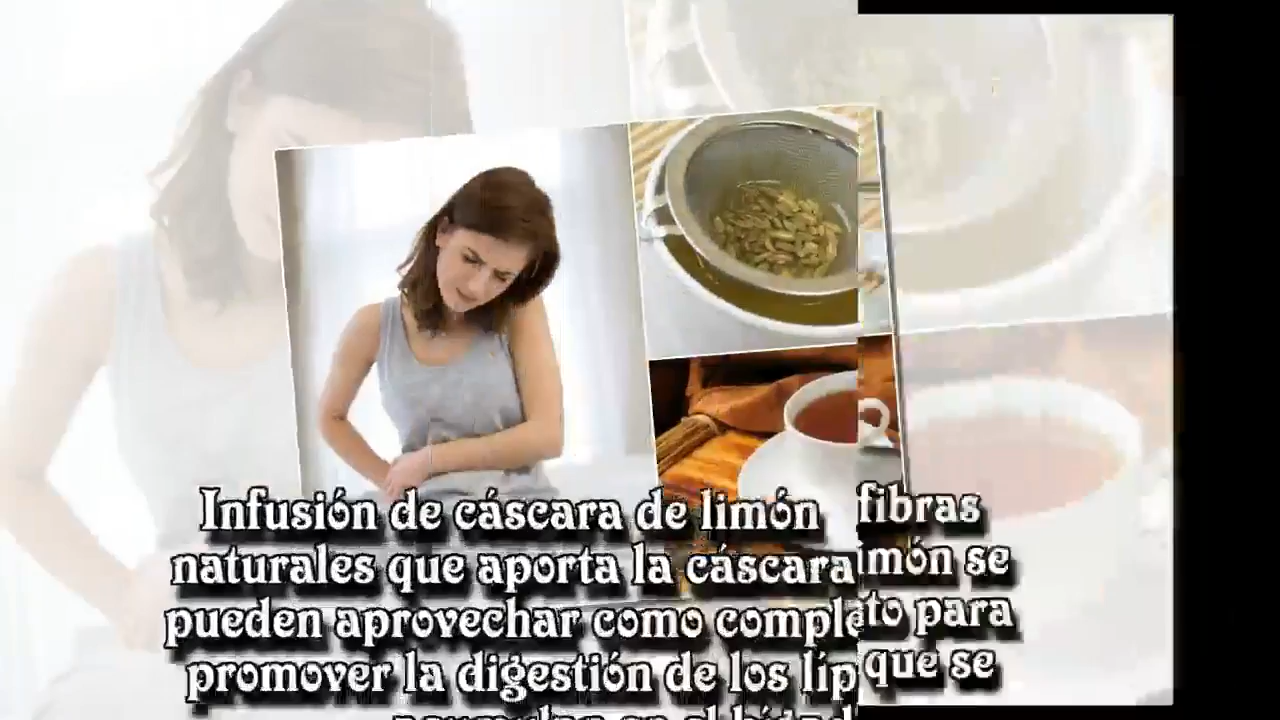 Infusión de cáscara de limón fibras
naturales que aporta la cáscara imón se
pueden aprovechar como comple to para
promover la digestión de los líp que se